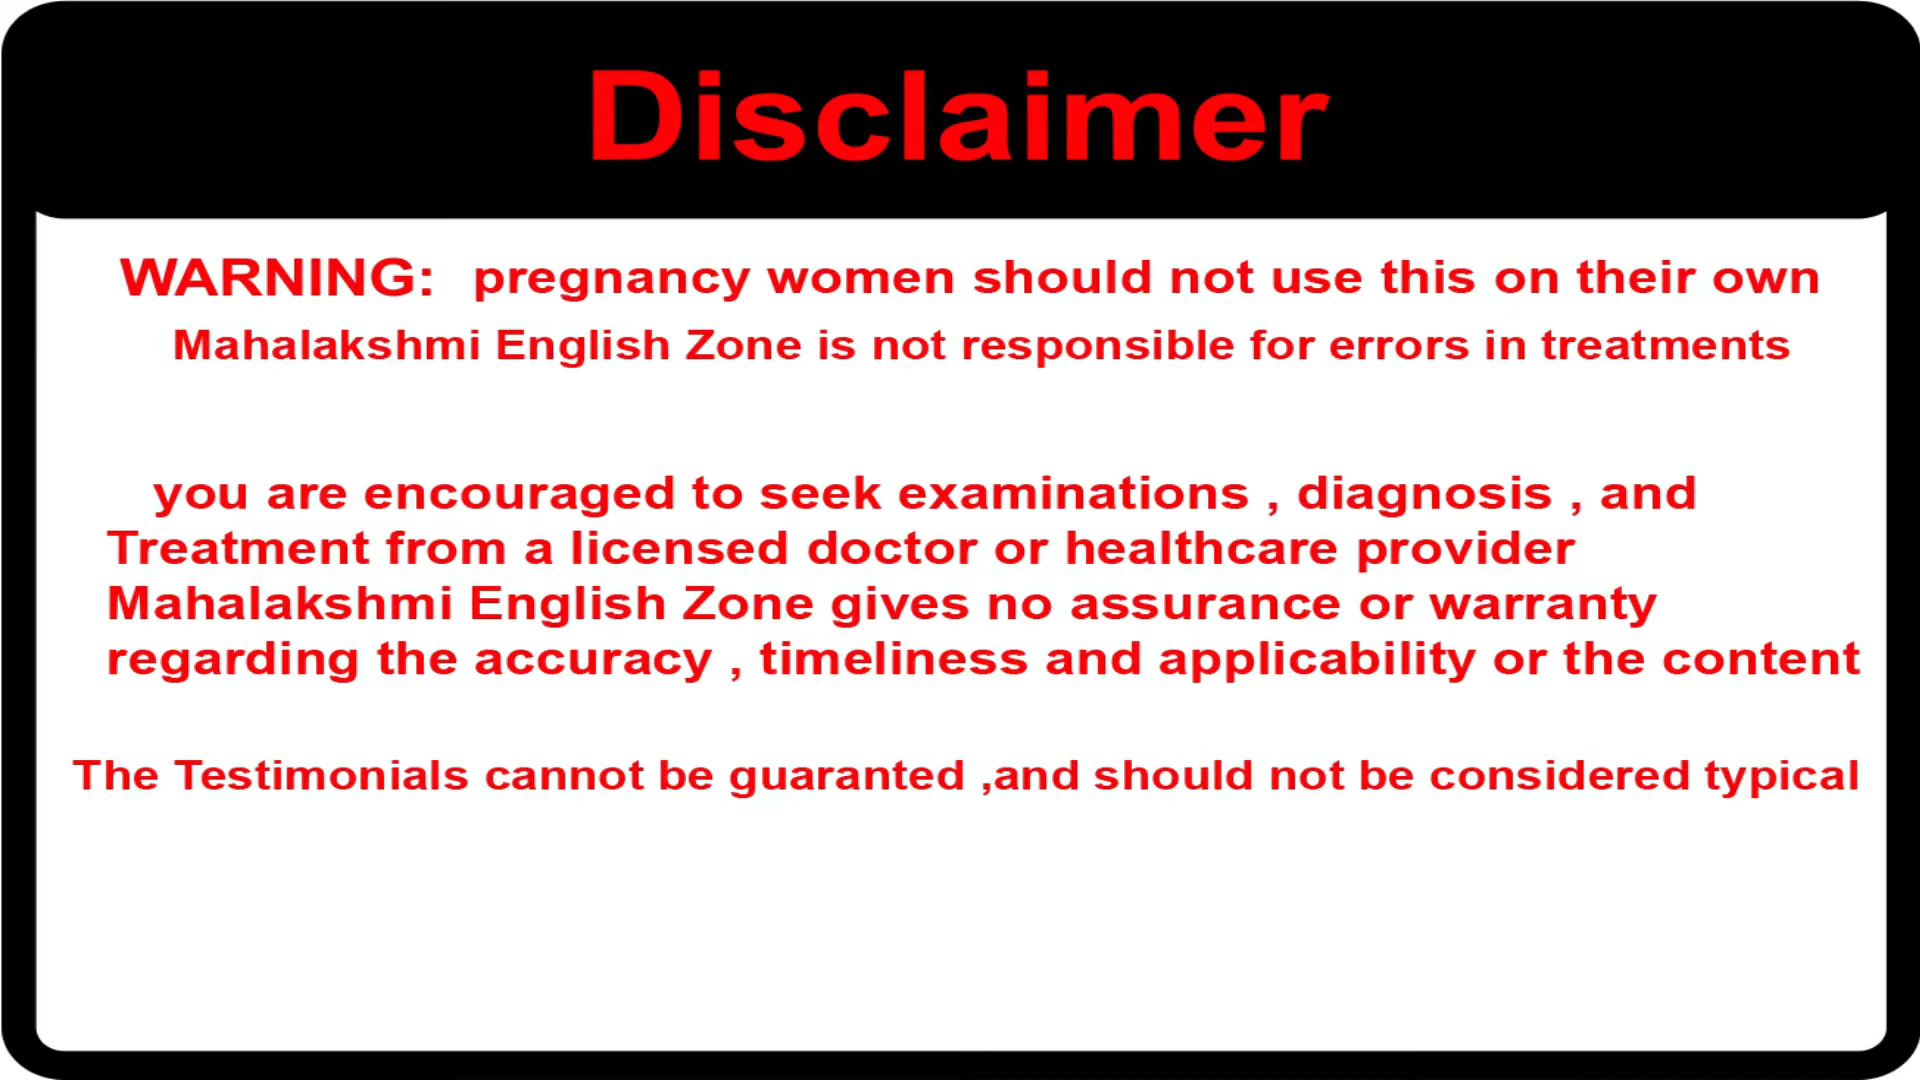 Disclaimer
WARNING: pregnancy women should not use this on their own
Mahalakshmi English Zone is not responsible for errors in treatments
you are encouraged to seek examinations , diagnosis , and
Treatment from a licensed doctor or healthcare provider
Mahalakshmi English Zone gives no assurance or warranty
regarding the accuracy , timeliness and applicability or the content
The Testimonials cannot be guaranted ,and should not be considered typical